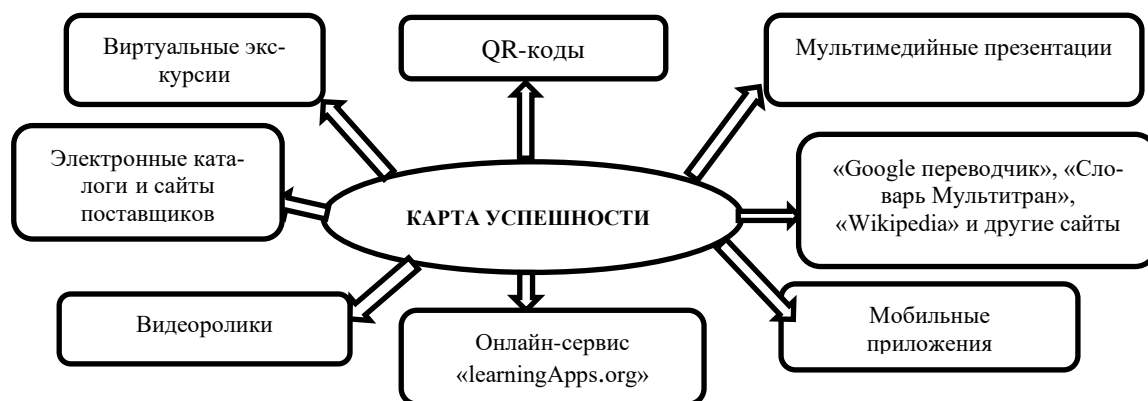 Виртуальные экс-
курсии
QR-коды
Мультимедийные презентации
Электронные ката-
логи и сайты
поставщиков
КАРТА УСПЕШНОСТИ
«Google переводчик», «Сло-
варь Мультитран»,
«Wikipedia» и другие сайты
Видеоролики
Онлайн-сервис
«learningApps.org»
Мобильные
приложения